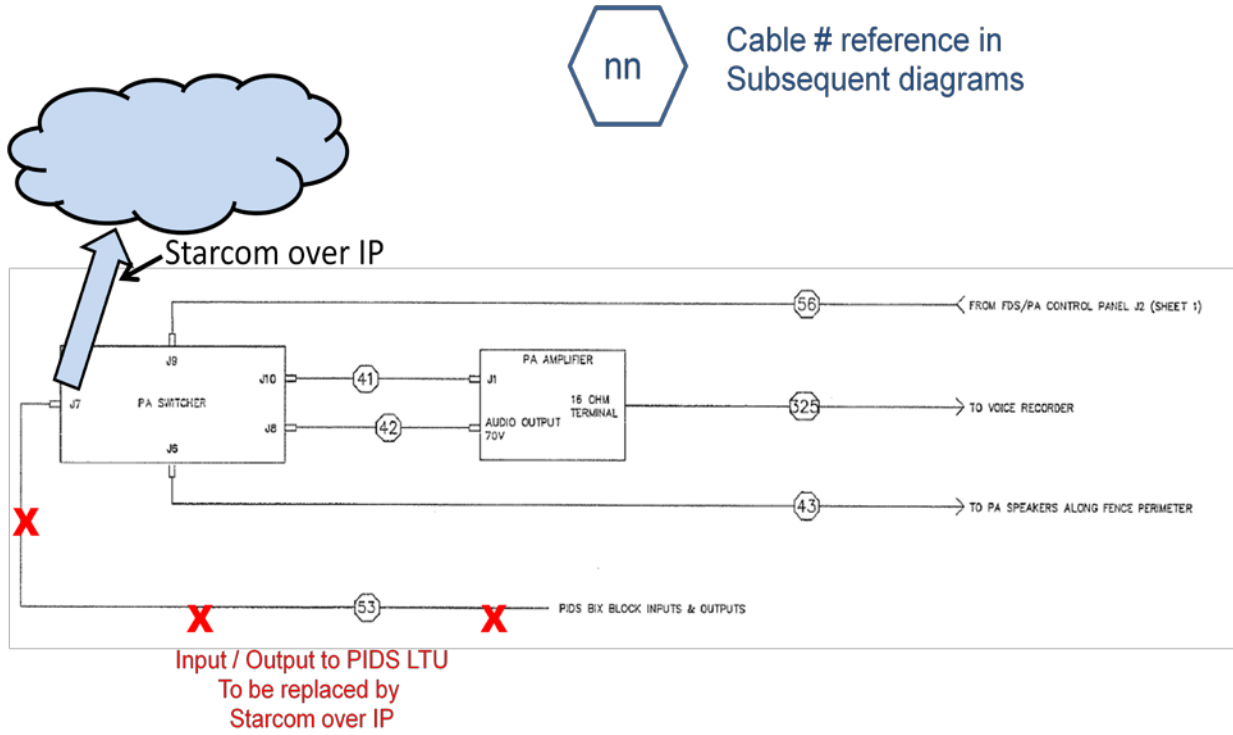 nn
Cable # reference in
Subsequent diagrams
Starcom over IP
56
FROM FDS/PA CONTROL PANEL J2 (SHEET 1)
J9
PA AMPLIFIER
J10
41
J1
J7
PA SWITCHER
16 OHM
TERMINAL
325
TO VOICE RECORDER
J8
42
AUDIO OUTPUT
70V
J6
43
TO PA SPEAKERS ALONG FENCE PERIMETER
X
53
PIDS BIX BLOCK INPUTS & OUTPUTS
X
X
Input / Output to PIDS LTU
To be replaced by
Starcom over IP